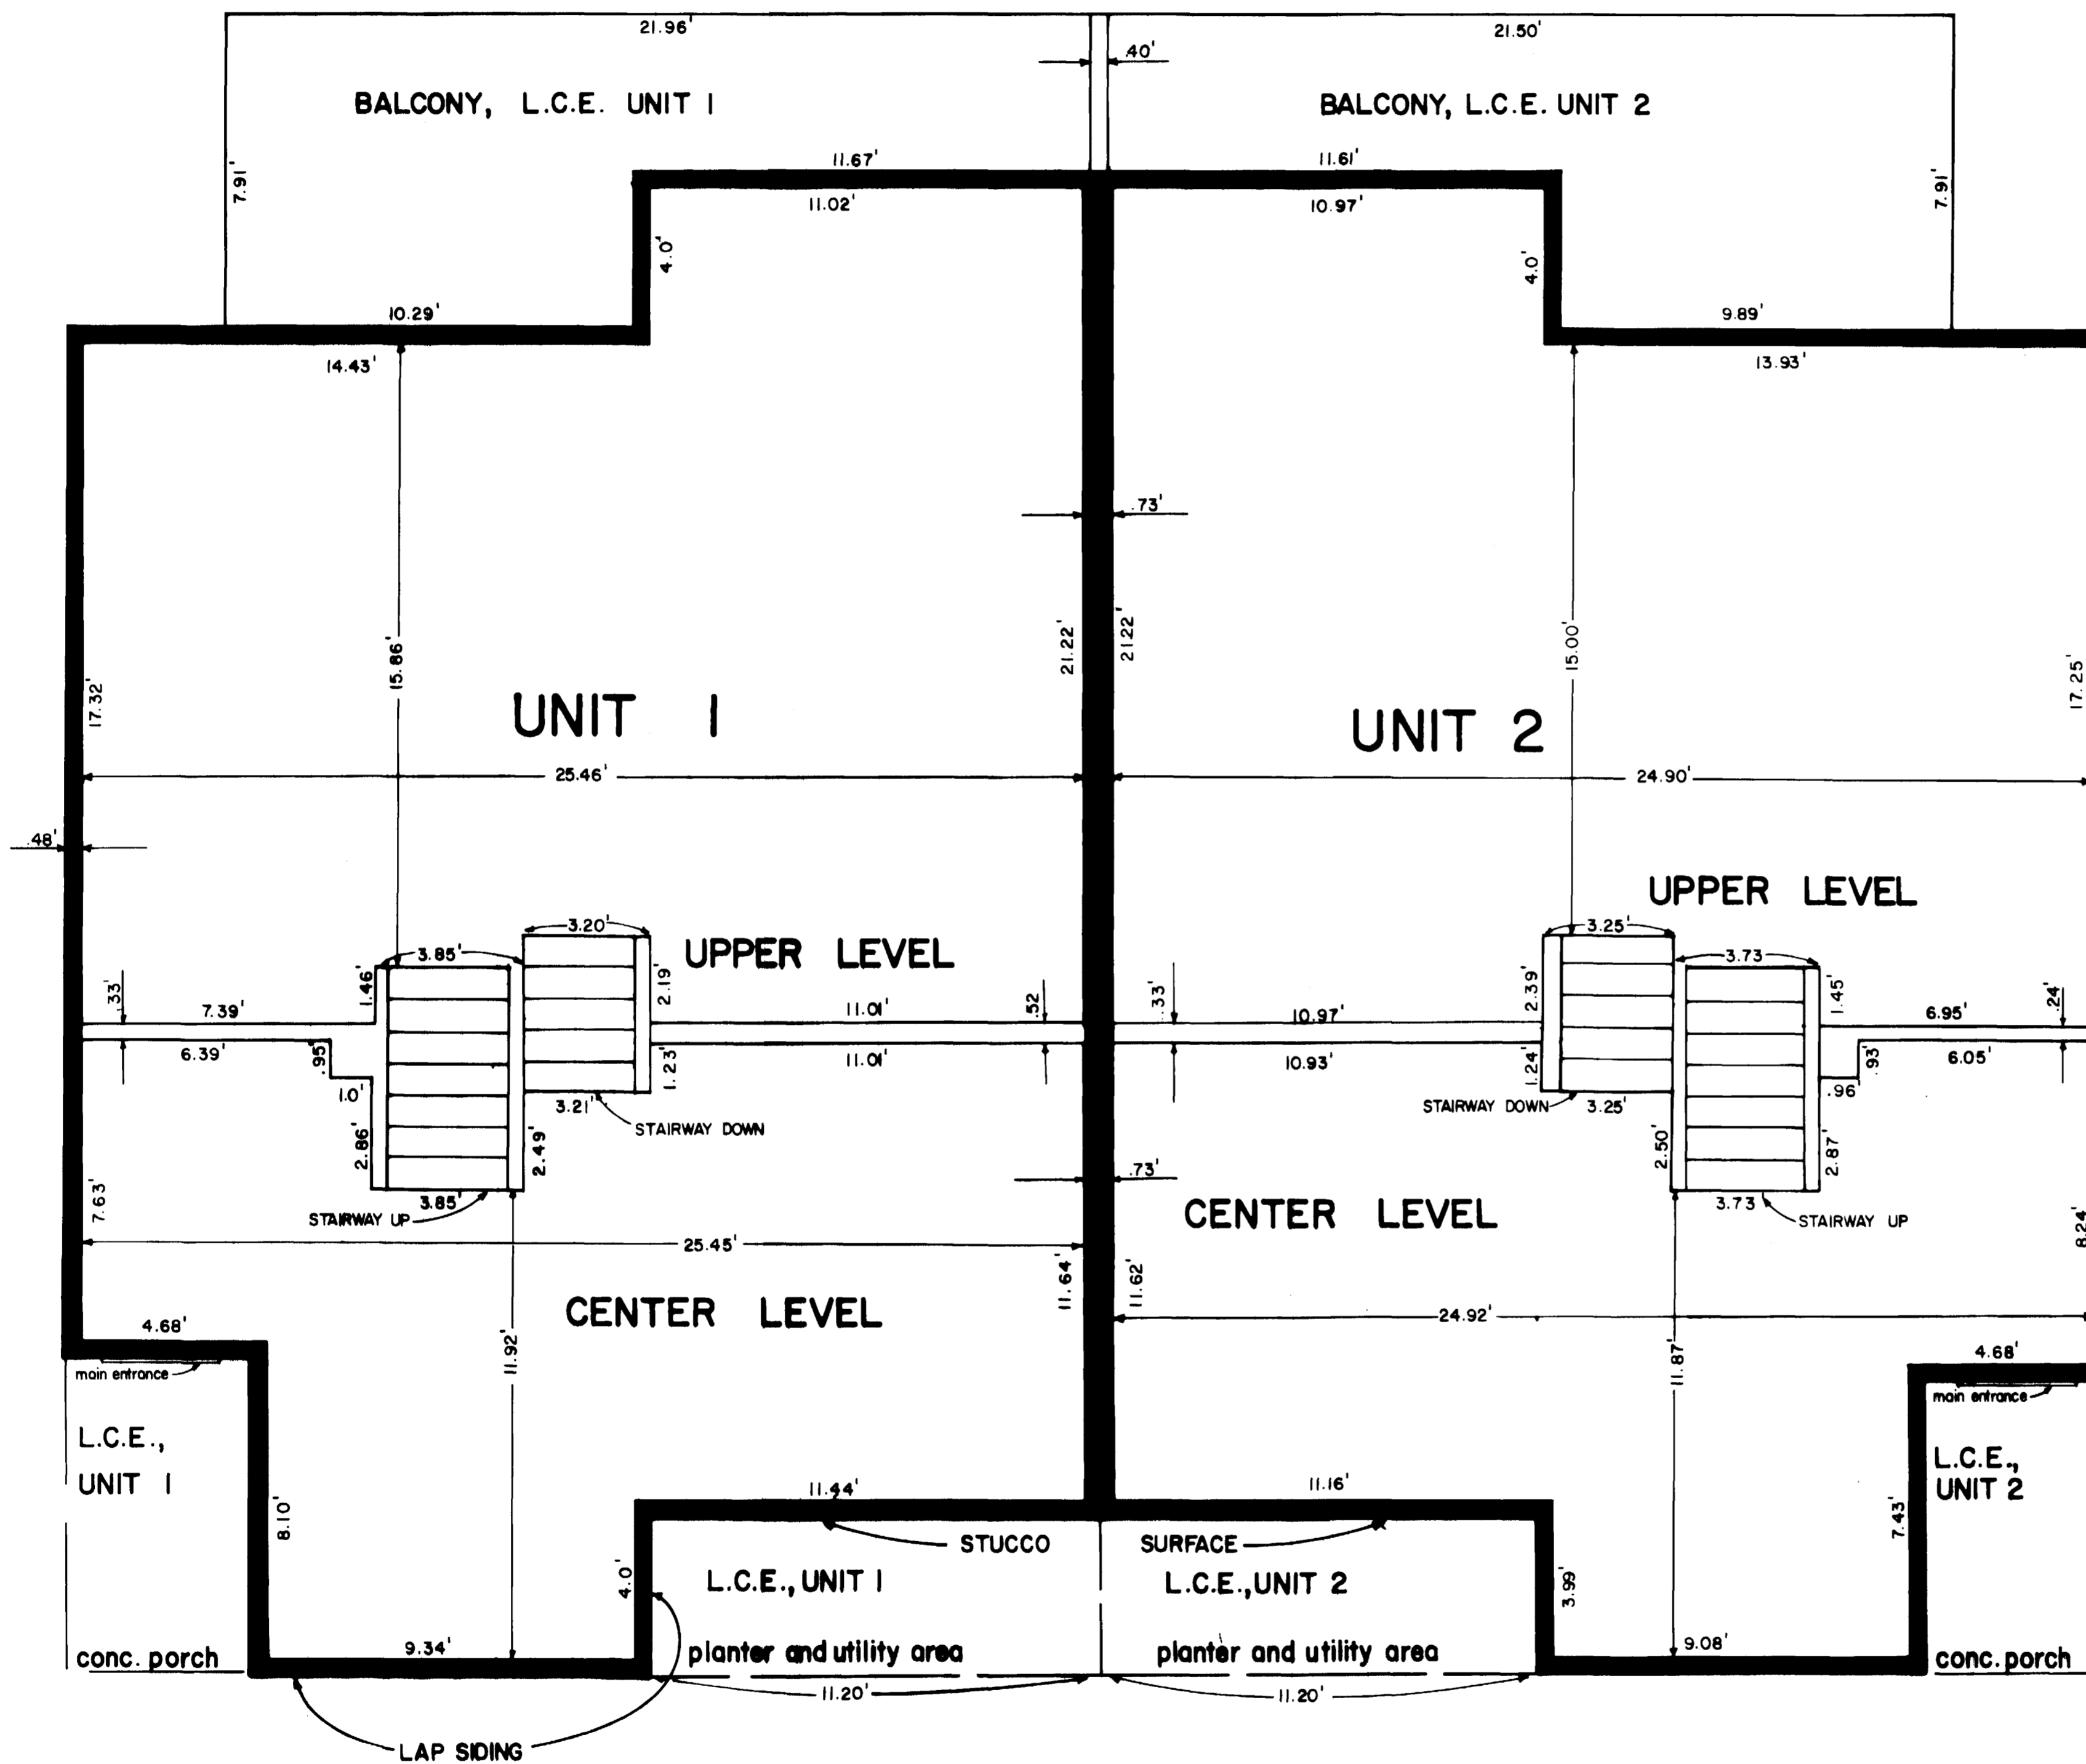 21.96'
21.50'
.40'
BALCONY, L.C.E. UNIT 1
BALCONY, L.C.E. UNIT 2
7.91'
11.67'
11.61'
7.91'
11.02'
10.97'
4.0'
4.0'
10.29'
9.89'
14.43'
13.93'
.73'
15.86'
21.22'
21.22'
15.00'
17.32'
17.25'
UNIT 1
UNIT 2
25.46'
24.90'
.48'
UPPER LEVEL
3.20'
3.25'
3.85'
UPPER LEVEL
3.73
.33'
1.46'
2.19'
.52
.33'
2.39'
1.45'
.24'
7.39'
11.01'
10.97'
6.95'
6.39'
.95'
11.01'
1.23'
10.93'
1.24'
.93'
6.05'
1.0'
3.21'
STAIRWAY DOWN
STAIRWAY DOWN
3.25'
.96'
2.86'
2.49'
2.50'
2.87'
.73'
7.63'
3.85'
STAIRWAY UP
CENTER LEVEL
3.73
STAIRWAY UP
8.24'
25.45'
11.64'
11.62'
CENTER LEVEL
24.92'
4.68'
11.92'
11.87'
4.68'
main entrance
main entrance
L.C.E.,
UNIT 1
L.C.E.,
UNIT 2
11.44'
11.16'
8.10'
7.43'
STUCCO
SURFACE
4.0'
L.C.E., UNIT 1
L.C.E., UNIT 2
3.99'
conc. porch
9.34'
planter and utility area
planter and utility area
9.08'
conc. porch
11.20'
11.20'
LAP SIDING